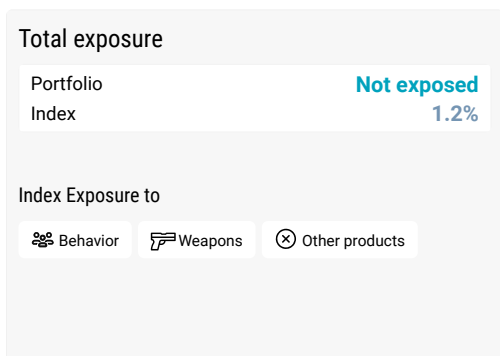 Total exposure
Portfolio Not exposed
Index 1.2%
Index Exposure to
Behavior Weapons Other products